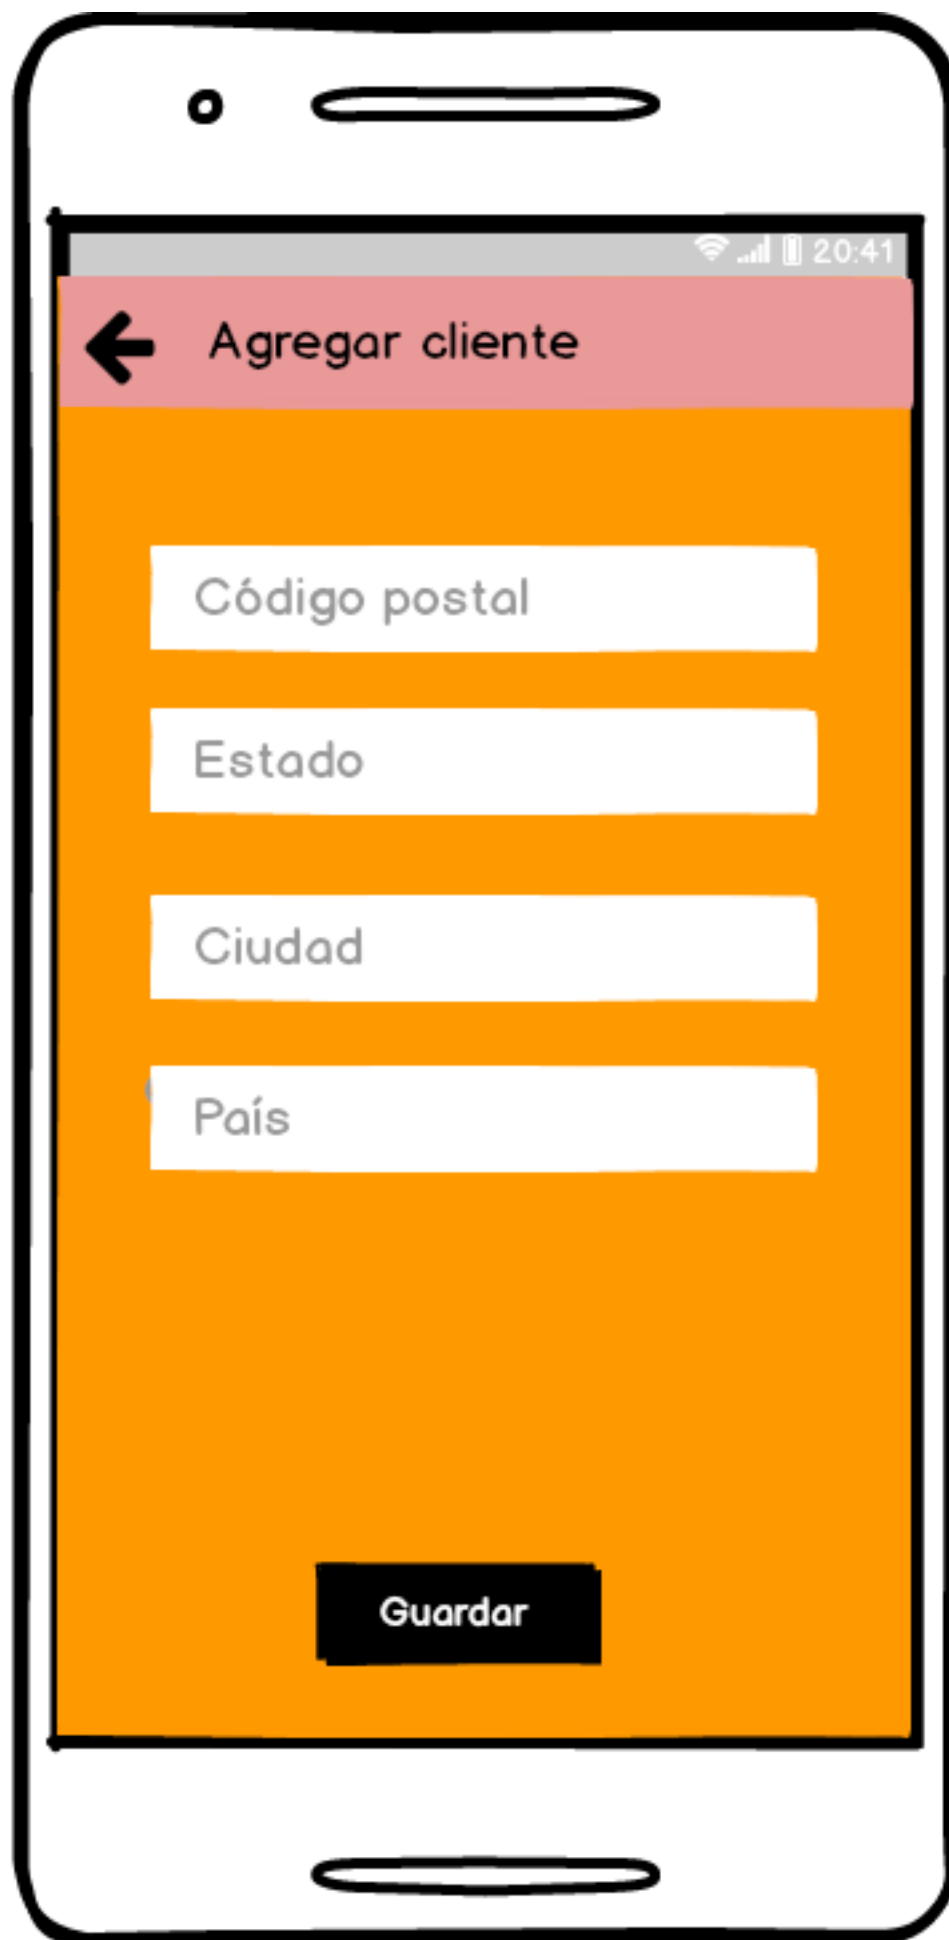 20:41
Agregar cliente
Código postal
Estado
Ciudad
País
Guardar